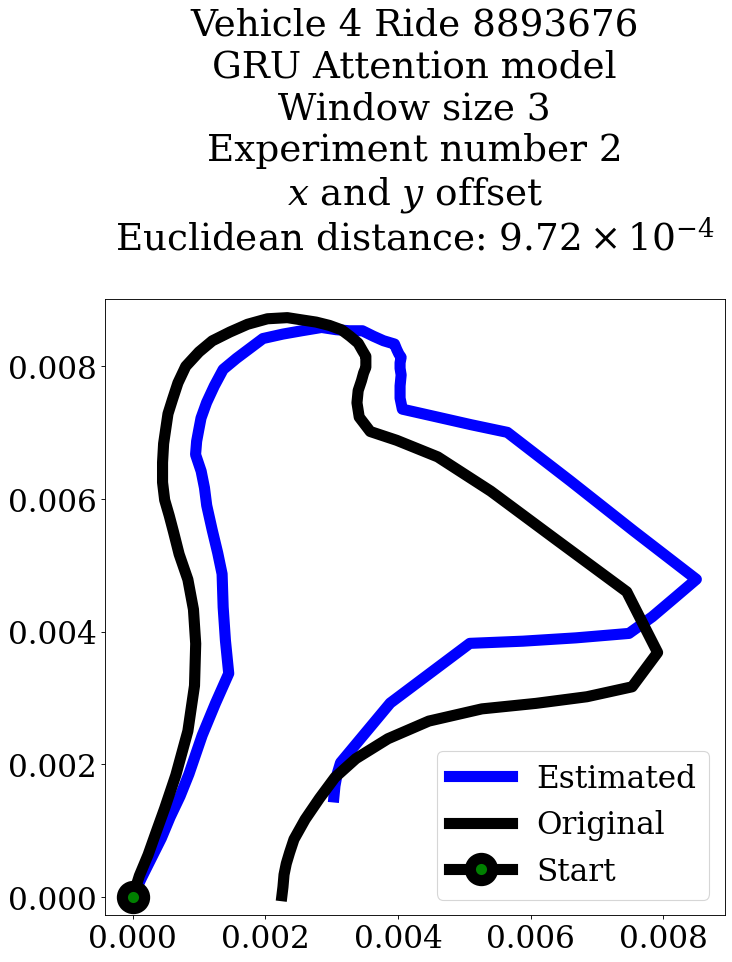 Vehicle 4 Ride 8893676
GRU Attention model
Window size 3
Experiment number 2
x and y offset
Euclidean distance: 9.72 × 10⁻⁴
0.008
0.006
0.004
0.002
0.000
Estimated
Original
Start
0.000 0.002 0.004 0.006 0.008